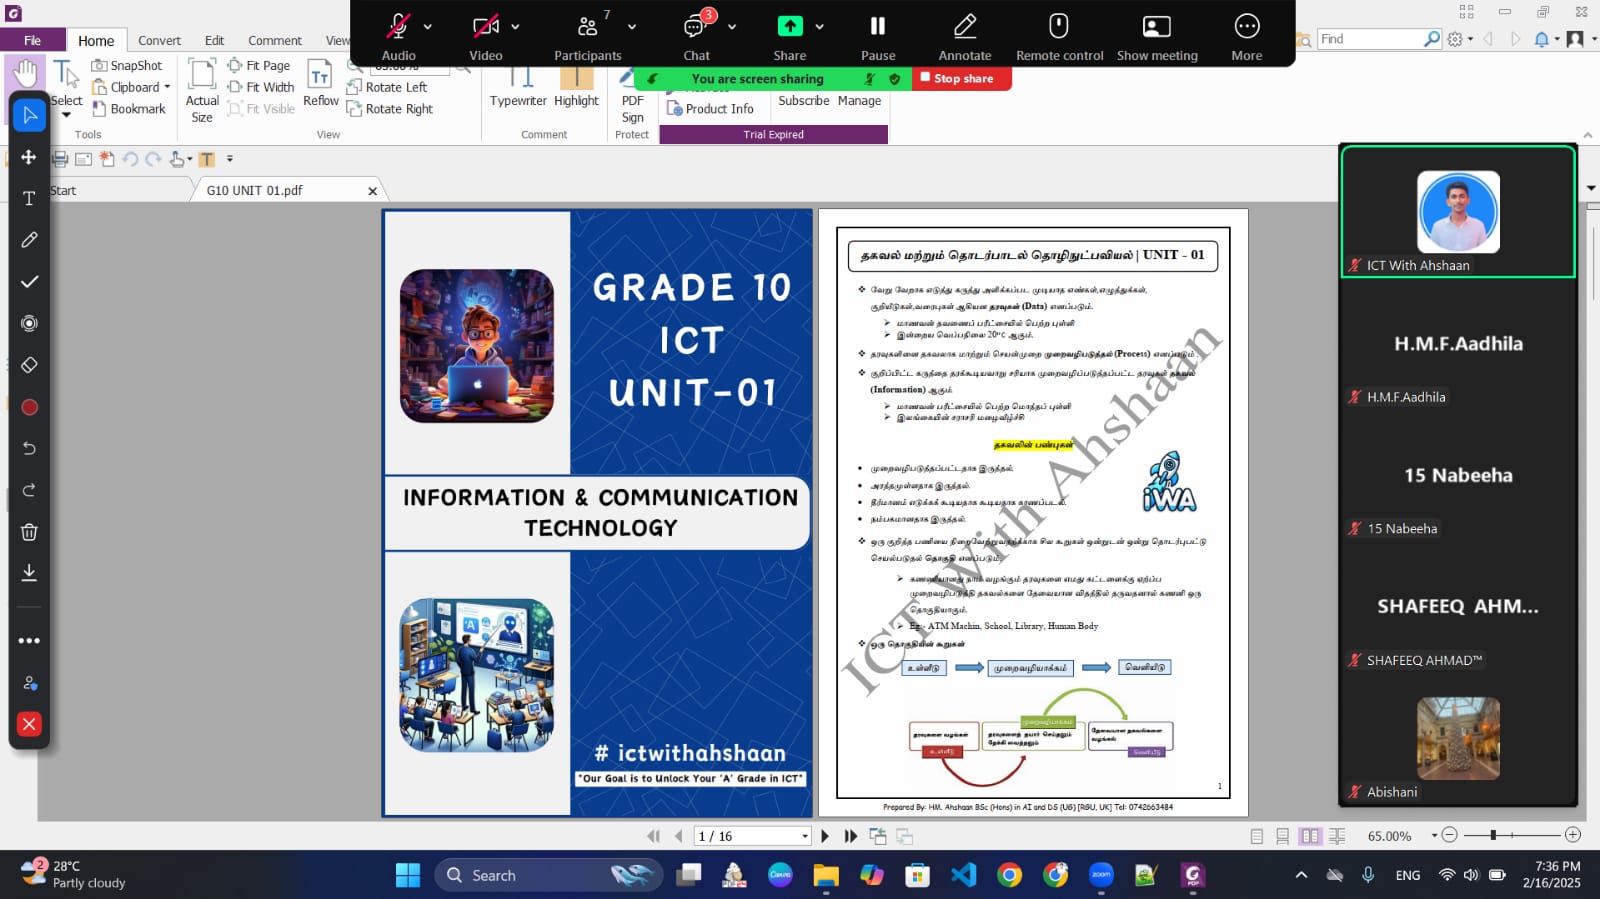 Audio
Video
7
Participants
3
Chat
Share
Pause
Annotate
Remote control
Show meeting
More
You are screen sharing
Stop share
File
Home
Convert
Edit
Comment
View
Find
SnapShot
Clipboard
Bookmark
Select
Tools
Actual Size
Fit Page
Fit Width
Fit Visible
Reflow
Rotate Left
Rotate Right
View
Typewriter
Highlight
Comment
PDF Sign
Protect
Product Info
Subscribe
Manage
Trial Expired
Start
G10 UNIT 01.pdf
GRADE 10
ICT
UNIT-01
INFORMATION & COMMUNICATION
TECHNOLOGY
# ictwithahshaan
"Our Goal is to Unlock Your 'A' Grade in ICT"
தகவல் மற்றும் தொடர்பாடல் தொழிநுட்பவியல் | UNIT - 01
வேறு வேறாக எடுத்து கருத்து அளிக்கப்பட முடியாத எண்கள்,எழுத்துக்கள்,
குறியீடுகள்,வரைபுகள் ஆகியன தரவுகள் (Data) எனப்படும்.
மாணவன் தவணைப் பரீட்சையில் பெற்ற புள்ளி
இன்றைய வெப்பநிலை 20°c ஆகும்.
தரவுகளினை தகவலாக மாற்றும் செயன்முறை முறைவழிபடுத்தல் (Process) எனப்படும் .
குறிப்பிட்ட கருத்தை தரக்கூடியவாறு சரியாக முறைவழிப்படுத்தப்பட்ட தரவுகள் தகவல்
(Information) ஆகும்.
மாணவன் பரீட்சையில் பெற்ற மொத்தப் புள்ளி
இலங்கையின் சராசரி மழைவீழ்ச்சி
தகவலின் பண்புகள்
முறைவழிபடுத்தப்பட்டதாக இருத்தல்.
அரத்தமுள்ளதாக இருத்தல்.
தீர்மானம் எடுக்கக் கூடியதாக கூடியதாக காணப்படல்.
நம்பகமானதாக இருத்தல்.
iWA
ஒரு குறித்த பணியை நிறைவேற்றுவதற்க்காக சில கூறுகள் ஒன்றுடன் ஒன்று தொடர்புபட்டு
செயல்படுதல் தொகுதி எனப்படும்.
கணணியானது நாம் வழங்கும் தரவுகளை எமது கட்டளைக்கு ஏற்ப்ப
முறைவழிபடுத்தி தகவல்களை தேவையான விதத்தில் தருவதனால் கணனி ஒரு
தொகுதியாகும்.
Eg:- ATM Machin, School, Library, Human Body
ஒரு தொகுதியின் கூறுகள்
உள்ளீடு
முறைவழியாக்கம்
வெளியீடு
முறைவழியாக்கம்
தரவுகளை வழங்கள்
தரவுகளைத் தயார் செய்தலும்
தேக்கி வைத்தலும்
தேவையான தகவல்களை
வழங்கல்
உள்ளீடு
வெளியீடு
1
Prepared By: HM. Ahshaan BSc (Hons) in AI and DS (UG) [RGU, UK] Tel: 0742663484
ICT With Ahshaan
ICT With Ahshaan
H.M.F.Aadhila
H.M.F.Aadhila
15 Nabeeha
15 Nabeeha
SHAFEEQ AHM...
SHAFEEQ AHMAD™
Abishani
1 / 16
65.00%
2
28°C
Partly cloudy
Search
zoom
ENG
7:36 PM
2/16/2025